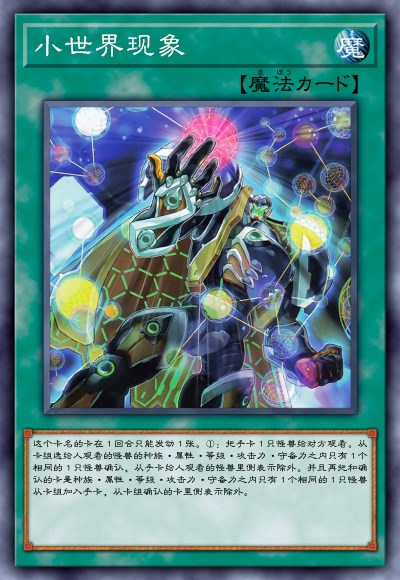 小世界现象
魔
【魔法カード】
まほう
这个卡名的卡在1回合只能发动1张。①：把手卡1只怪兽给对方观看。从
卡组选给人观看的怪兽的种族・属性・等级・攻击力・守备力之内只有1个
相同的1只怪兽确认，从手卡给人观看的怪兽里侧表示除外。并且再把和确
认的卡是种族・属性・等级・攻击力・守备力之内只有1个相同的1只怪兽
从卡组加入手卡，从卡组确认的卡里侧表示除外。